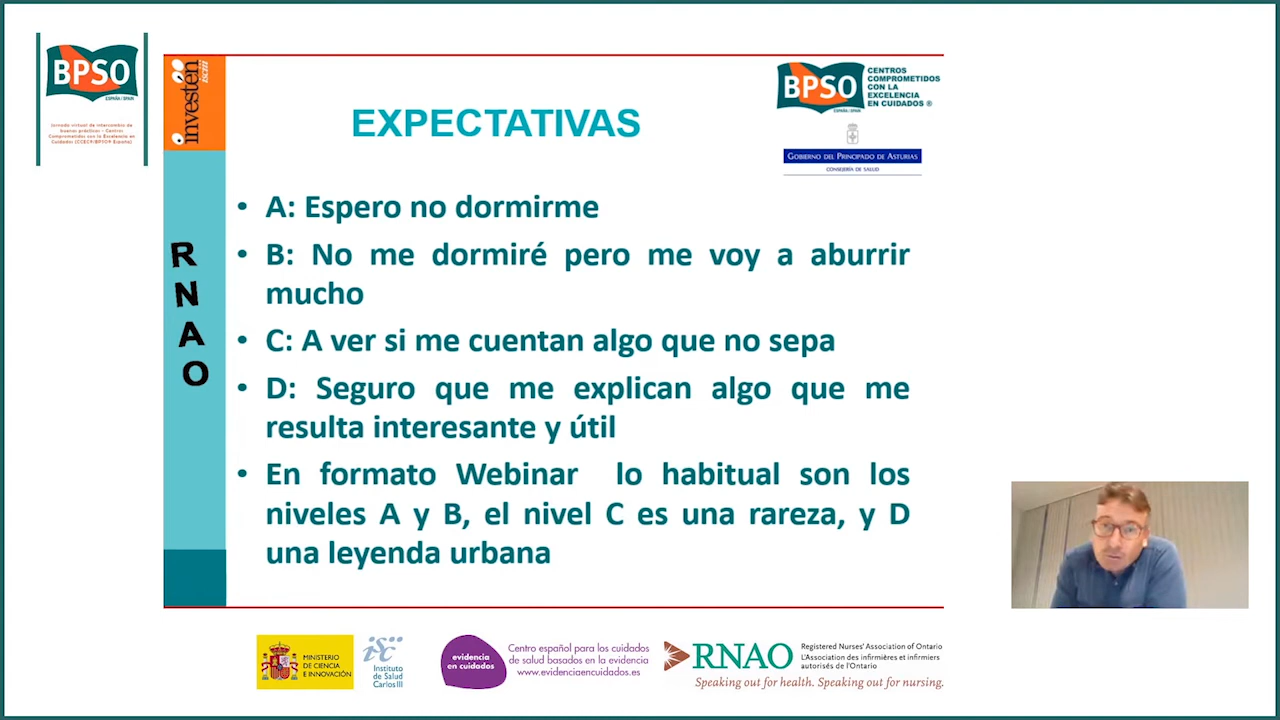 BPSO
ESPAÑA/SPAIN
Jornada virtual de intercambio de
buenas prácticas - Centros
Comprometidos con la Excelencia en
Cuidados (CCEC®/BPSO® España)
investén
isciii
RNAO
BPSO
ESPAÑA/SPAIN
CENTROS
COMPROMETIDOS
CON LA
EXCELENCIA
EN CUIDADOS ®
GOBIERNO DEL PRINCIPADO DE ASTURIAS
CONSEJERÍA DE SALUD
EXPECTATIVAS
• A: Espero no dormirme
• B: No me dormiré pero me voy a aburrir
mucho
• C: A ver si me cuentan algo que no sepa
• D: Seguro que me explican algo que me
resulta interesante y útil
• En formato Webinar lo habitual son los
niveles A y B, el nivel C es una rareza, y D
una leyenda urbana
MINISTERIO
DE CIENCIA
E INNOVACIÓN
isciii
Instituto
de Salud
Carlos III
evidencia
en cuidados
Centro español para los cuidados
de salud basados en la evidencia
www.evidenciaencuidados.es
RNAO
Registered Nurses' Association of Ontario
L'Association des infirmières et infirmiers
autorisés de l'Ontario
Speaking out for health. Speaking out for nursing.